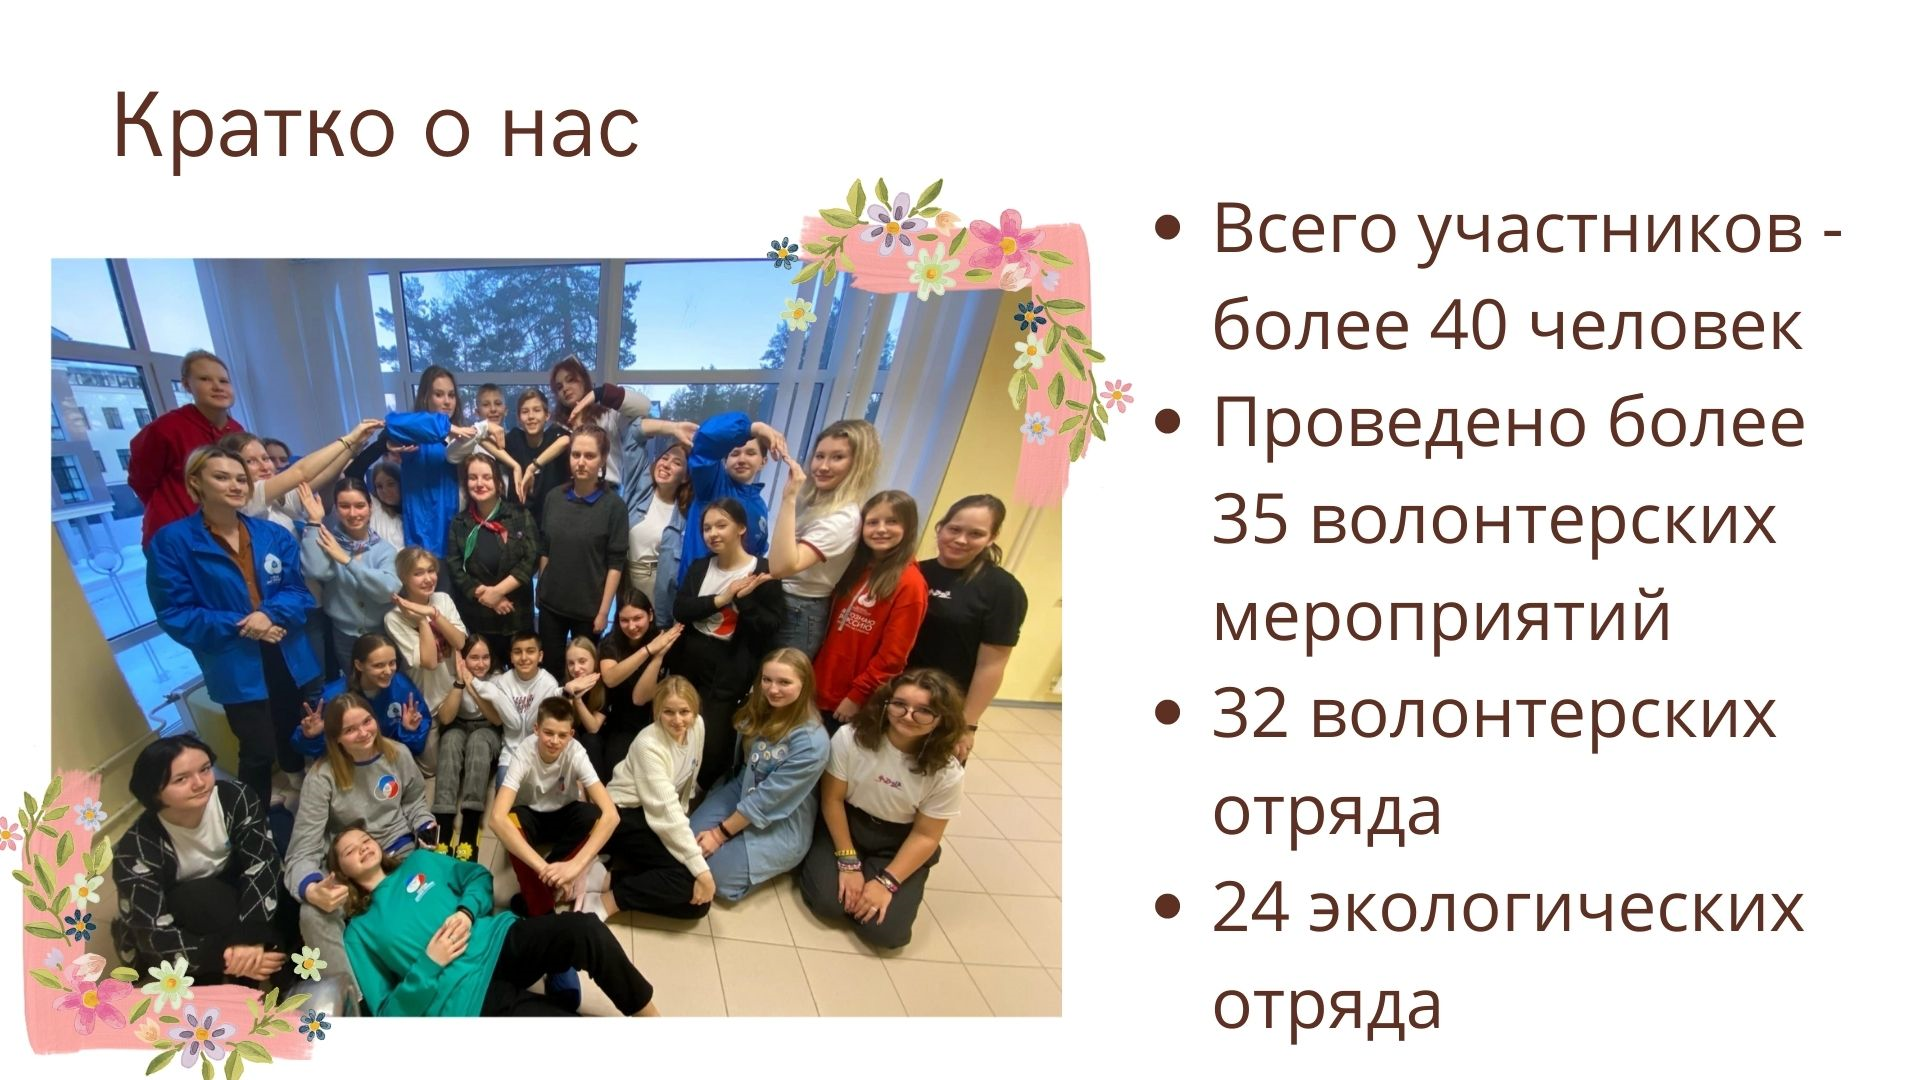 Кратко о нас
Всего участников -
более 40 человек
Проведено более
35 волонтерских
мероприятий
32 волонтерских
отряда
24 экологических
отряда